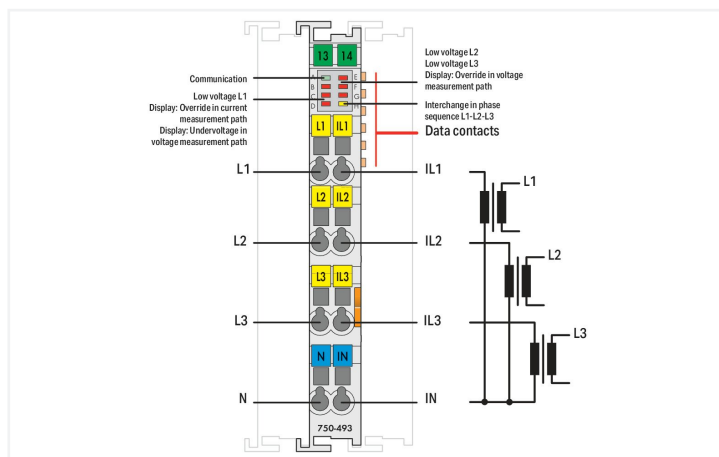 13 14
A E
B F
C G
D H
Communication
Low voltage L1
Display: Override in current
measurement path
Display: Undervoltage in
voltage measurement path
Low voltage L2
Low voltage L3
Display: Override in voltage
measurement path
Interchange in phase
sequence L1-L2-L3
Data contacts
L1 IL1
L1
IL1
L2 IL2
L2
IL2
L3 IL3
L3
IL3
N IN
N
IN
750-493
L1
L2
L3